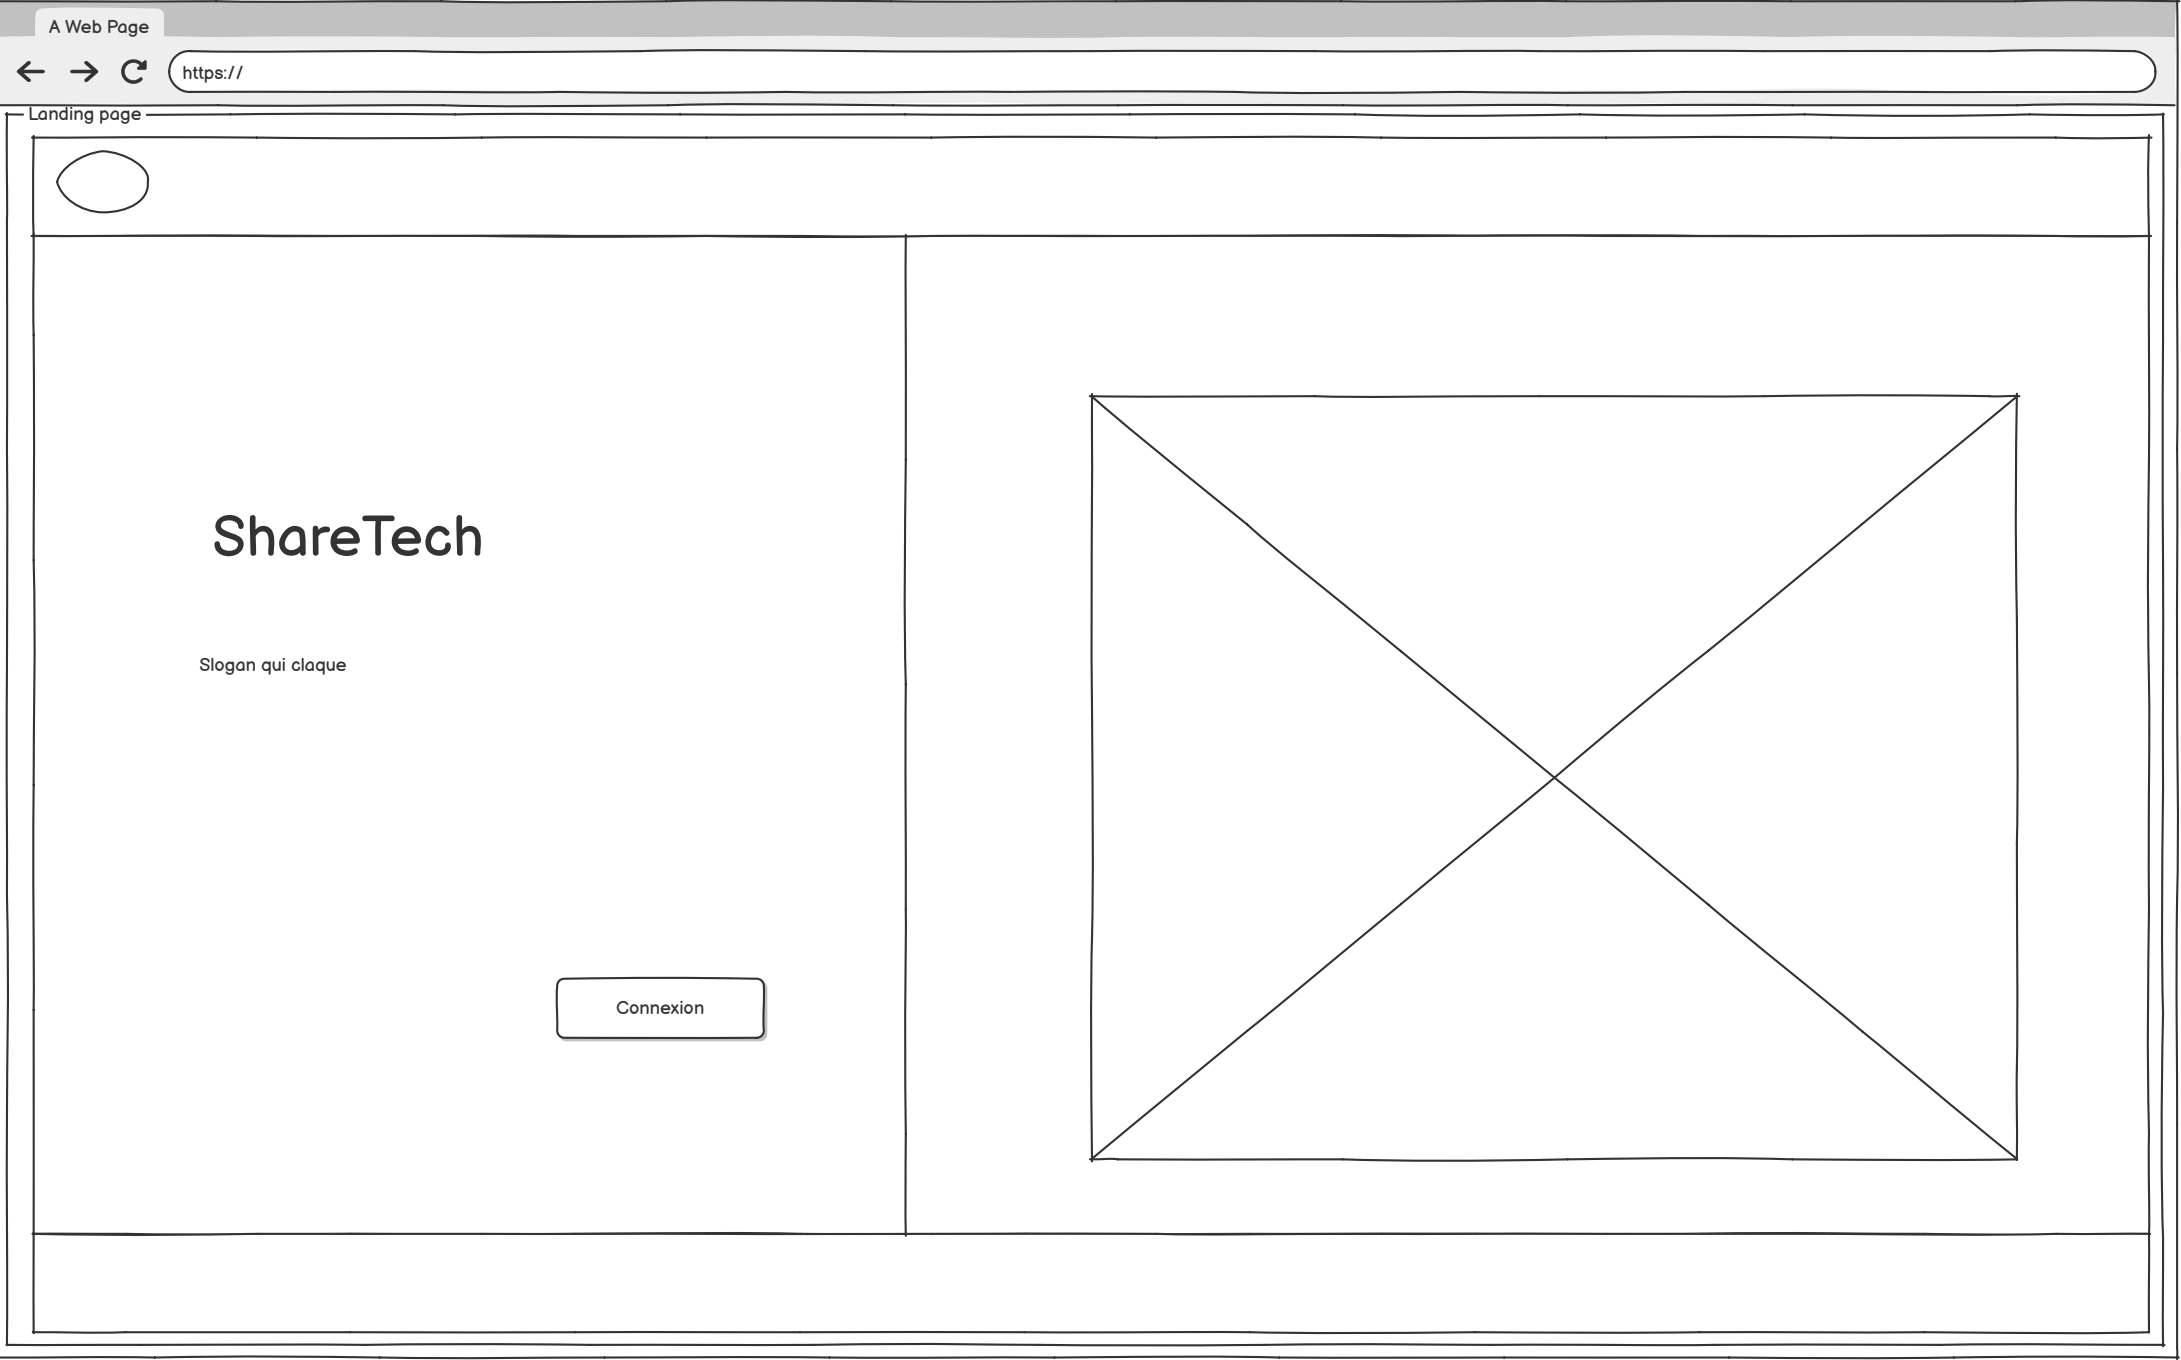 A Web Page
https://
Landing page
ShareTech
Slogan qui claque
Connexion